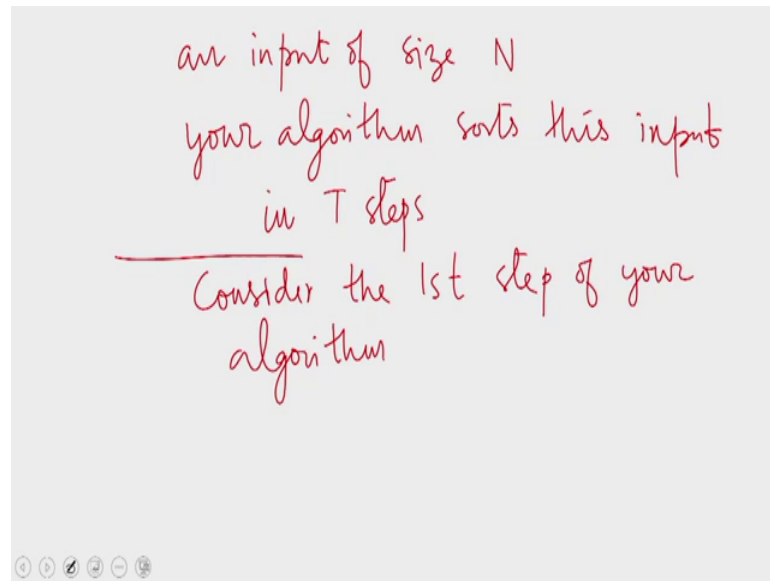 an input of size N
your algorithm sorts this input
in T steps
Consider the 1st step of your
algorithm